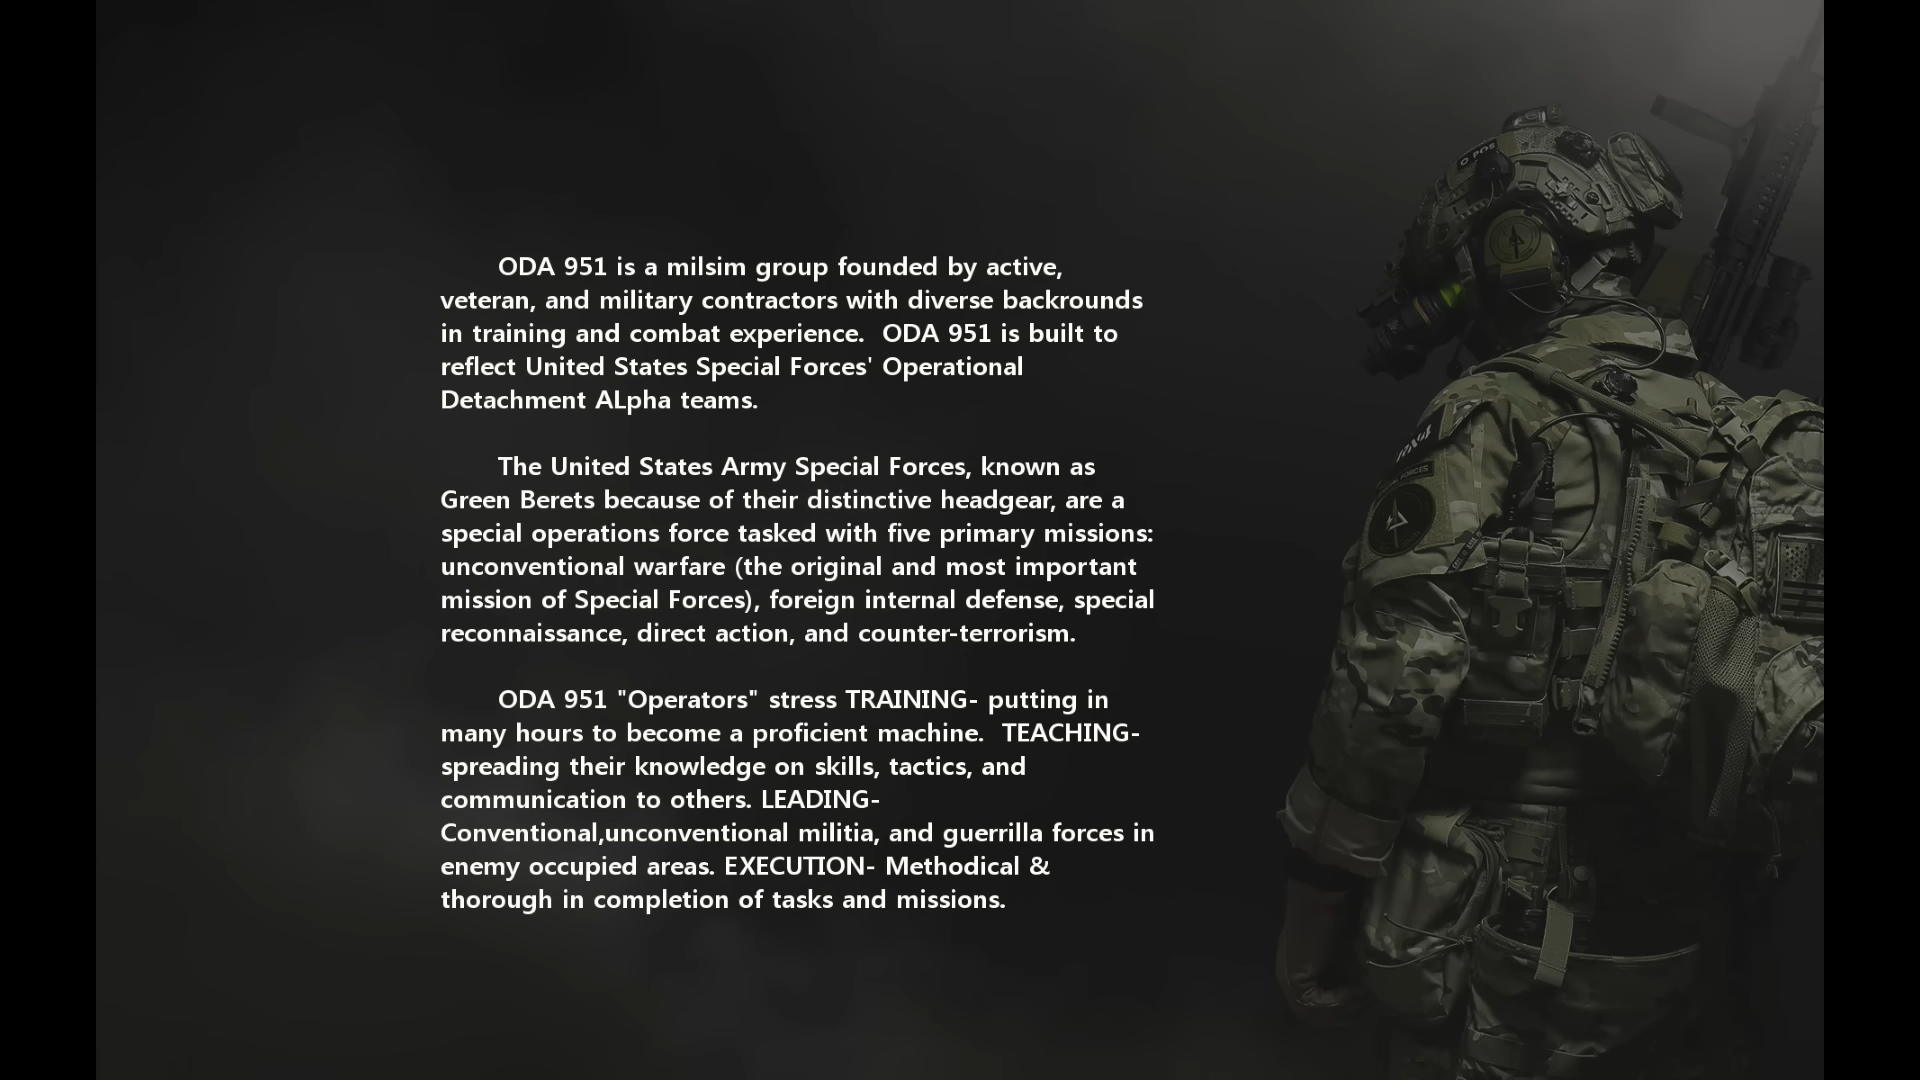 ODA 951 is a milsim group founded by active,
veteran, and military contractors with diverse backrounds
in training and combat experience.  ODA 951 is built to
reflect United States Special Forces' Operational
Detachment ALpha teams.
The United States Army Special Forces, known as
Green Berets because of their distinctive headgear, are a
special operations force tasked with five primary missions:
unconventional warfare (the original and most important
mission of Special Forces), foreign internal defense, special
reconnaissance, direct action, and counter-terrorism.
ODA 951 "Operators" stress TRAINING- putting in
many hours to become a proficient machine.  TEACHING-
spreading their knowledge on skills, tactics, and
communication to others. LEADING-
Conventional,unconventional militia, and guerrilla forces in
enemy occupied areas. EXECUTION- Methodical &
thorough in completion of tasks and missions.
O POS
FORCES